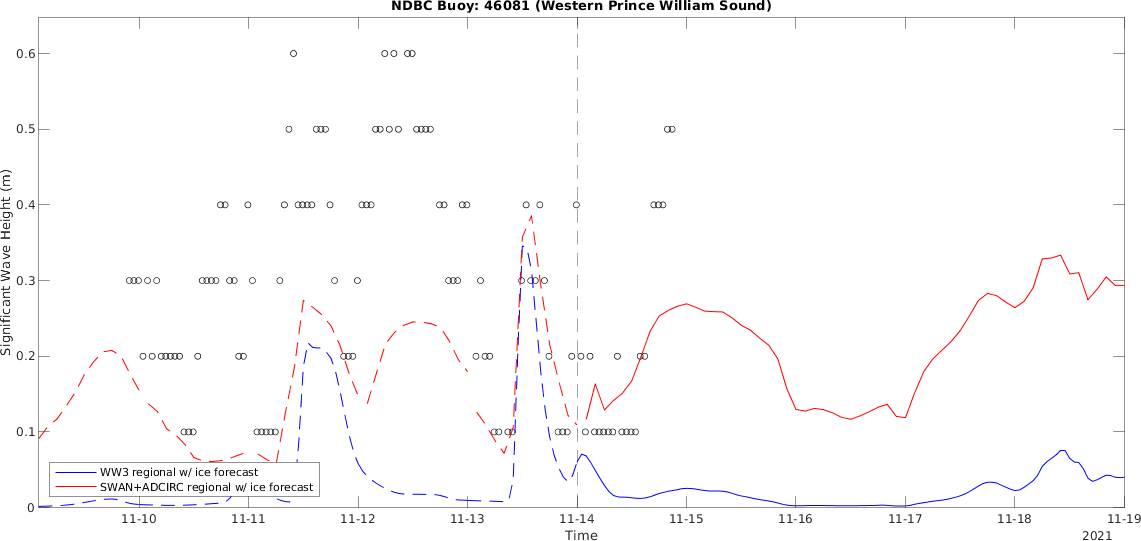 NDBC Buoy: 46081 (Western Prince William Sound)
Significant Wave Height (m)
0.6
0.5
0.4
0.3
0.2
0.1
0
WW3 regional w/ ice forecast
SWAN+ADCIRC regional w/ ice forecast
11-10 11-11 11-12 11-13 11-14 11-15 11-16 11-17 11-18 11-19
Time
2021